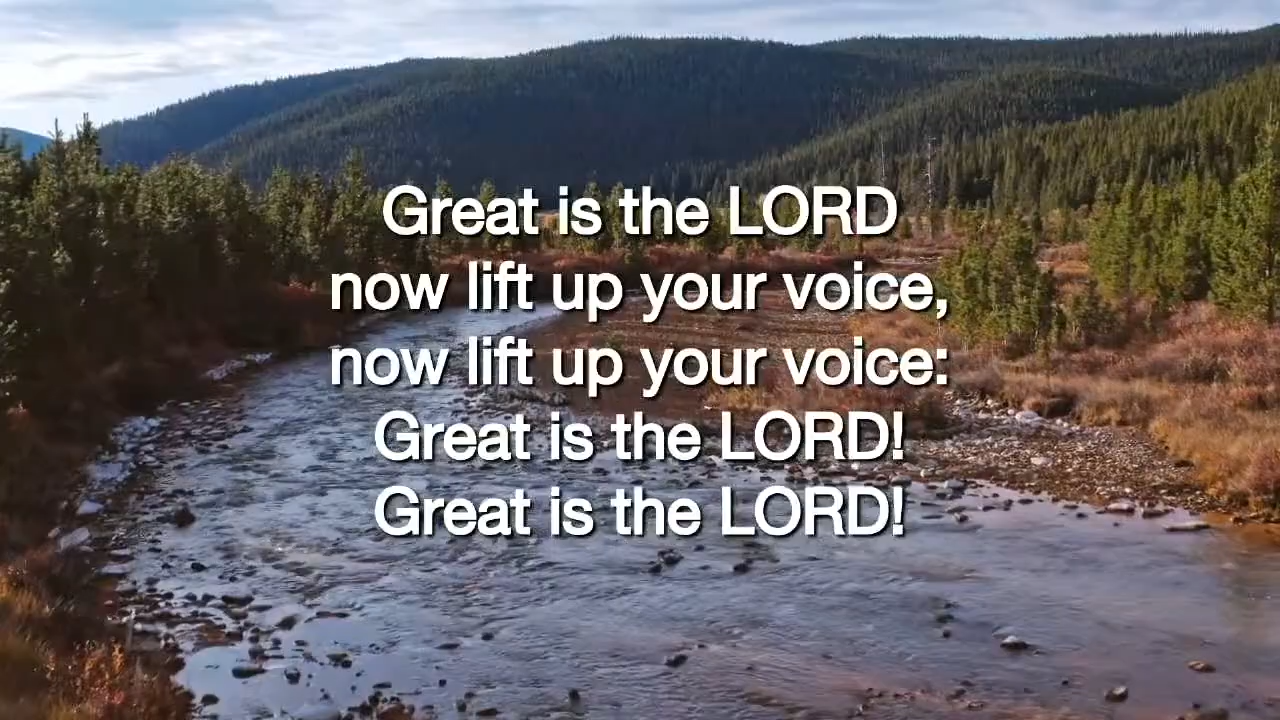 Great is the LORD
now lift up your voice,
now lift up your voice:
Great is the LORD!
Great is the LORD!